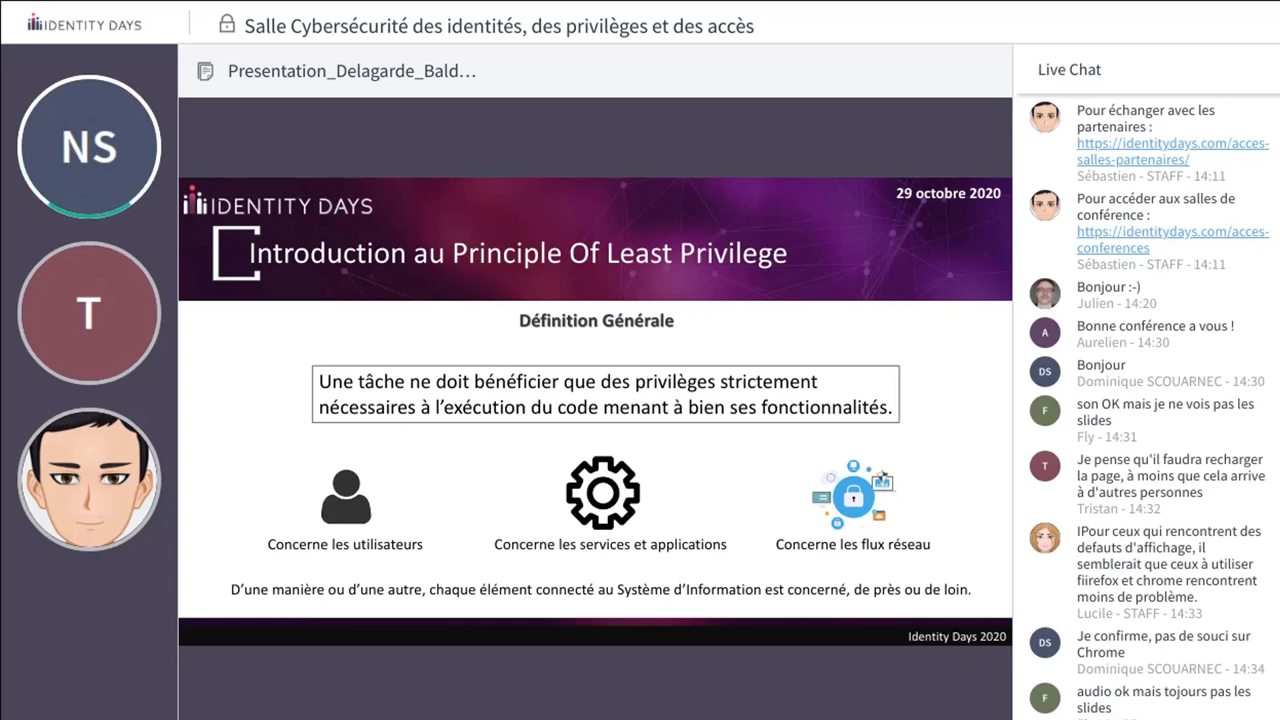 IDENTITY DAYS
Salle Cybersécurité des identités, des privilèges et des accès
NS
T
Presentation_Delagarde_Bald…
IDENTITY DAYS
29 octobre 2020
Introduction au Principle Of Least Privilege
Définition Générale
Une tâche ne doit bénéficier que des privilèges strictement
nécessaires à l’exécution du code menant à bien ses fonctionnalités.
Concerne les utilisateurs
Concerne les services et applications
Concerne les flux réseau
D’une manière ou d’une autre, chaque élément connecté au Système d’Information est concerné, de près ou de loin.
Identity Days 2020
Live Chat
Pour échanger avec les
partenaires :
https://identitydays.com/acces-
salles-partenaires/
Sébastien - STAFF - 14:11
Pour accéder aux salles de
conférence :
https://identitydays.com/acces-
conferences
Sébastien - STAFF - 14:11
Bonjour :-)
Julien - 14:20
A
Bonne conférence a vous !
Aurelien - 14:30
DS
Bonjour
Dominique SCOUARNEC - 14:30
F
son OK mais je ne vois pas les
slides
Fly - 14:31
T
Je pense qu'il faudra recharger
la page, à moins que cela arrive
à d'autres personnes
Tristan - 14:32
IPour ceux qui rencontrent des
defauts d'affichage, il
semblerait que ceux à utiliser
fiirefox et chrome rencontrent
moins de problème.
Lucile - STAFF - 14:33
DS
Je confirme, pas de souci sur
Chrome
Dominique SCOUARNEC - 14:34
F
audio ok mais tojours pas les
slides